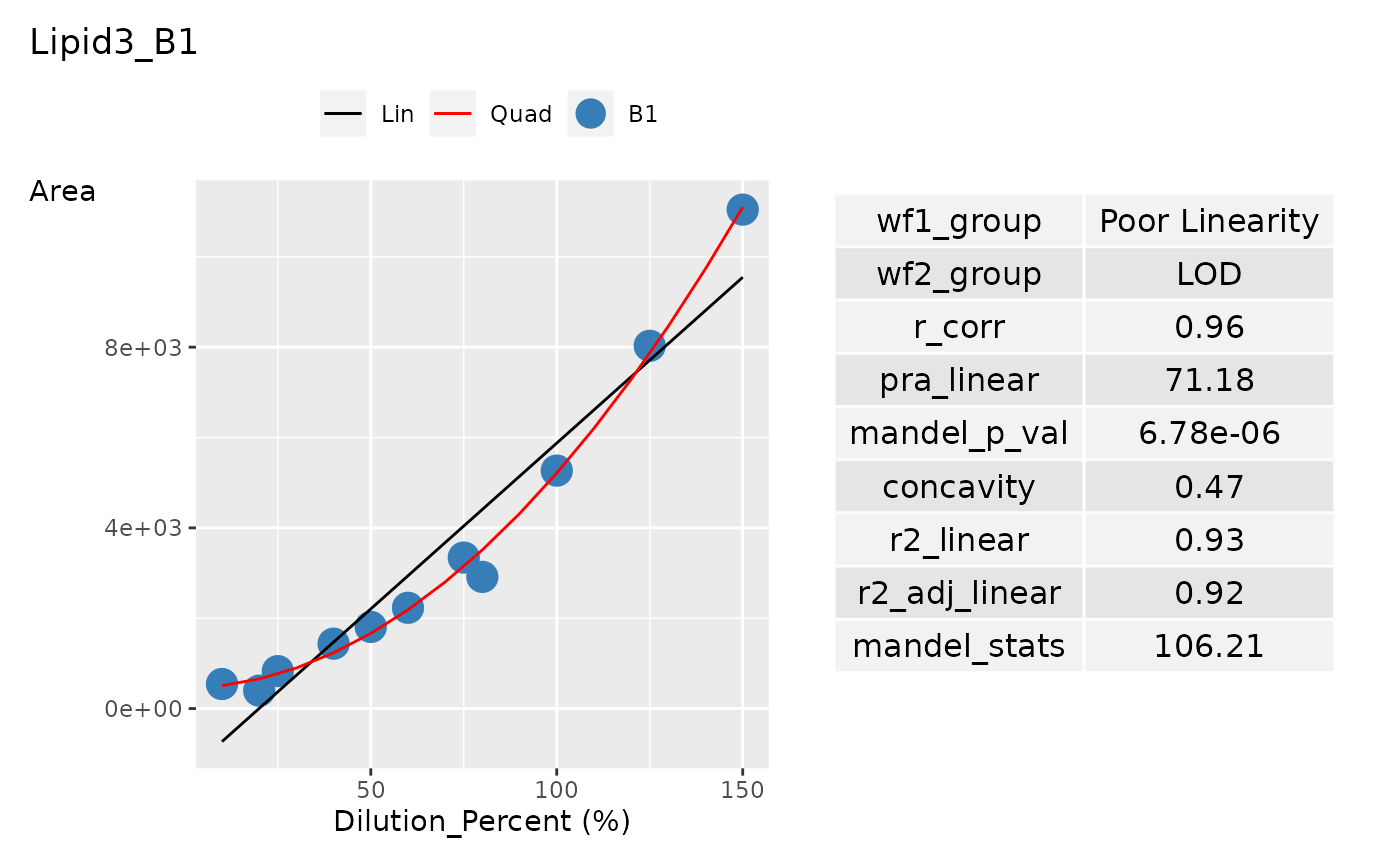 Lipid3_B1
Lin Quad B1
Area
8e+03
4e+03
0e+00
50 100 150
Dilution_Percent (%)
wf1_group Poor Linearity
wf2_group LOD
r_corr 0.96
pra_linear 71.18
mandel_p_val 6.78e-06
concavity 0.47
r2_linear 0.93
r2_adj_linear 0.92
mandel_stats 106.21